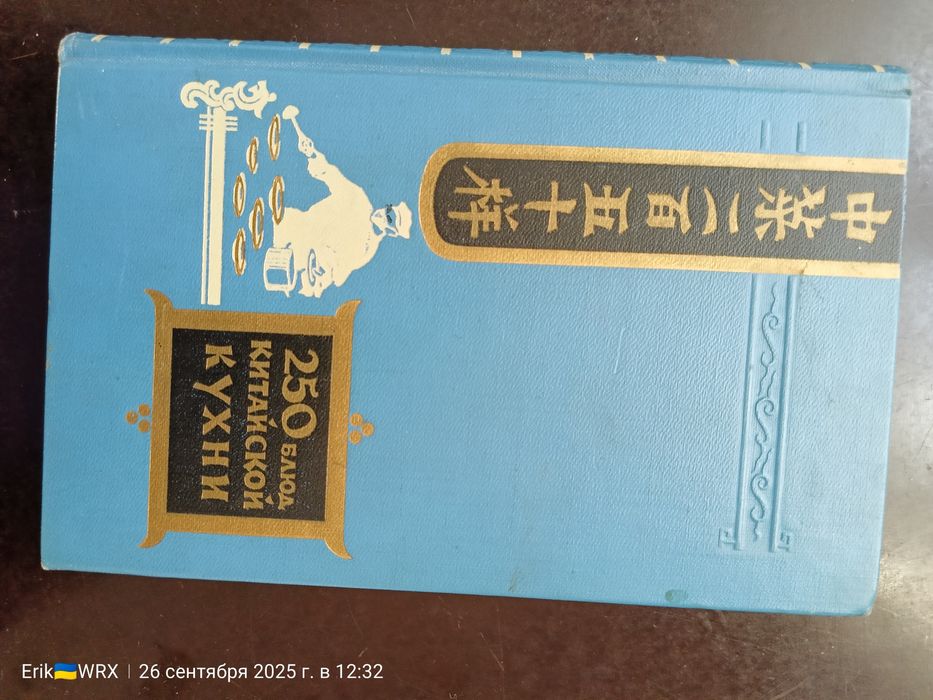 中菜二百五十样
250 БЛЮД
КИТАЙСКОЙ
КУХНИ
Erik🇺🇦WRX | 26 сентября 2025 г. в 12:32